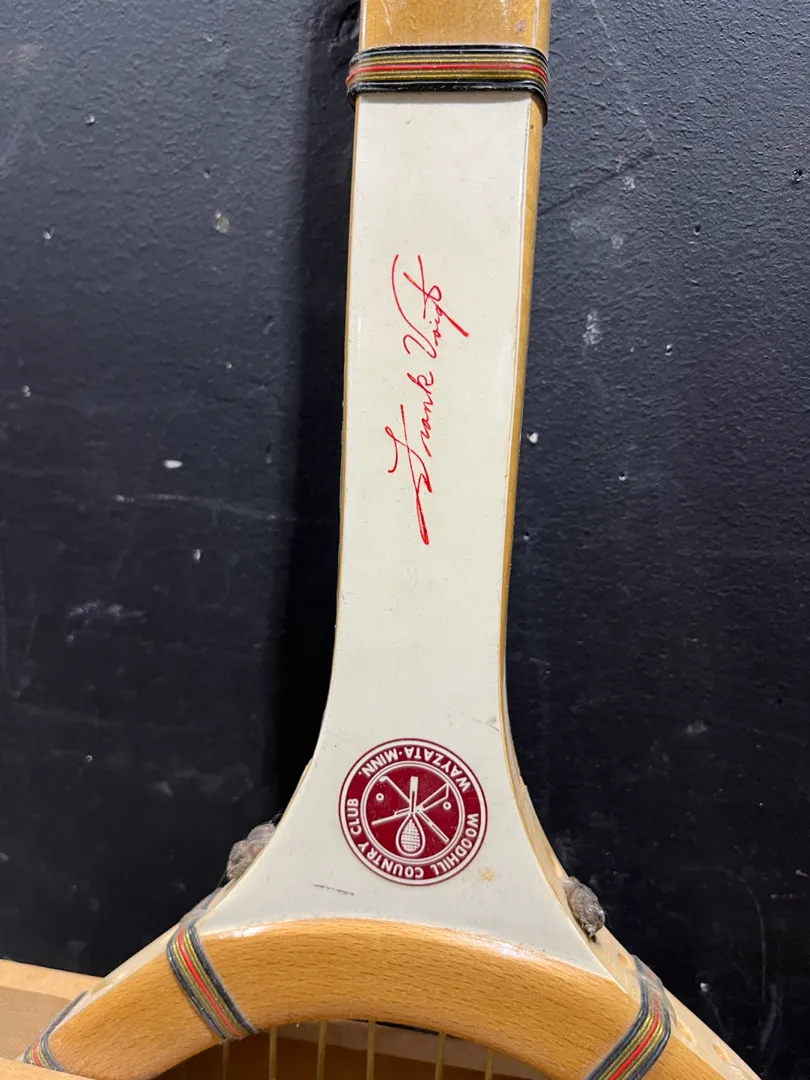 Frank Voigt
WOODHILL COUNTRY CLUB
WAYZATA·MINN.